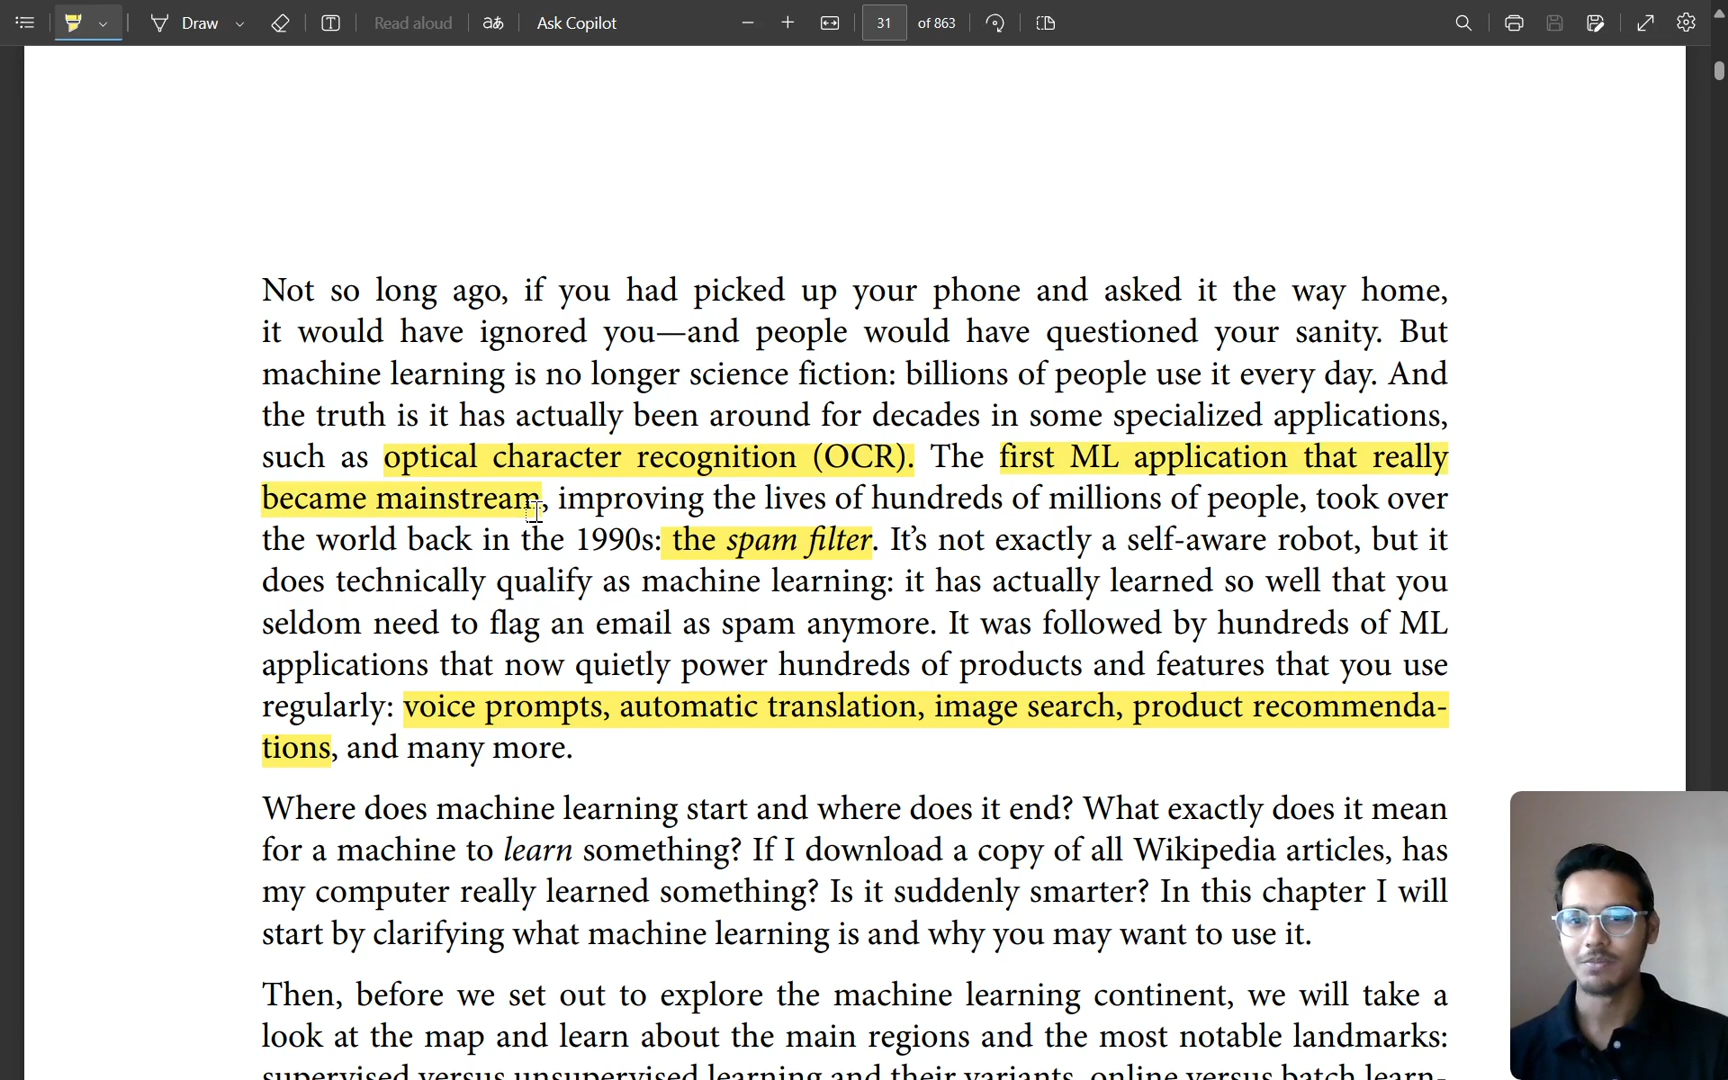 Draw
Read aloud
aあ
Ask Copilot
31 of 863
Not so long ago, if you had picked up your phone and asked it the way home,
it would have ignored you—and people would have questioned your sanity. But
machine learning is no longer science fiction: billions of people use it every day. And
the truth is it has actually been around for decades in some specialized applications,
such as optical character recognition (OCR). The first ML application that really
became mainstream, improving the lives of hundreds of millions of people, took over
the world back in the 1990s: the spam filter. It’s not exactly a self-aware robot, but it
does technically qualify as machine learning: it has actually learned so well that you
seldom need to flag an email as spam anymore. It was followed by hundreds of ML
applications that now quietly power hundreds of products and features that you use
regularly: voice prompts, automatic translation, image search, product recommenda-
tions, and many more.
Where does machine learning start and where does it end? What exactly does it mean
for a machine to learn something? If I download a copy of all Wikipedia articles, has
my computer really learned something? Is it suddenly smarter? In this chapter I will
start by clarifying what machine learning is and why you may want to use it.
Then, before we set out to explore the machine learning continent, we will take a
look at the map and learn about the main regions and the most notable landmarks:
supervised versus unsupervised learning and their variants, online versus batch learn-